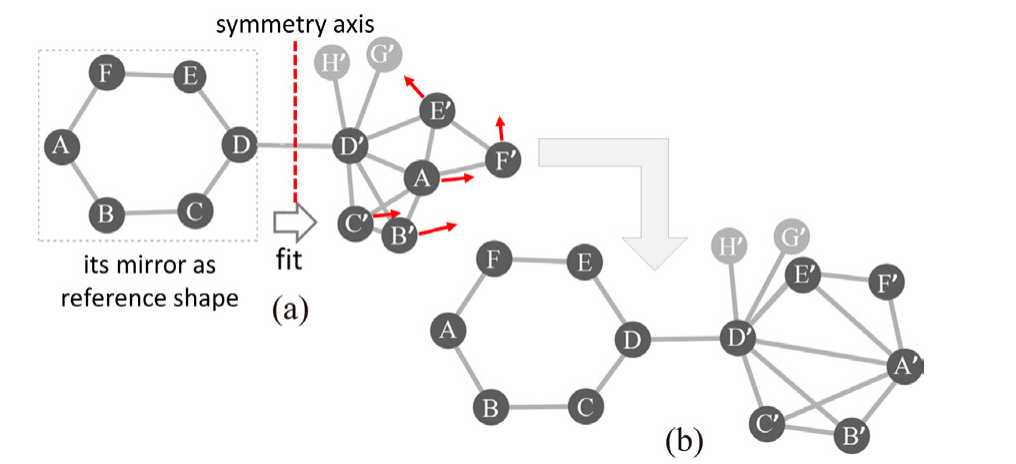 symmetry axis
F
E
H'
G'
E'
A
D
D'
F'
A
B
C
C'
B'
its mirror as
reference shape
fit
(a)
H'
G'
F
E
E'
F'
A
D
D'
A'
B
C
C'
B'
(b)